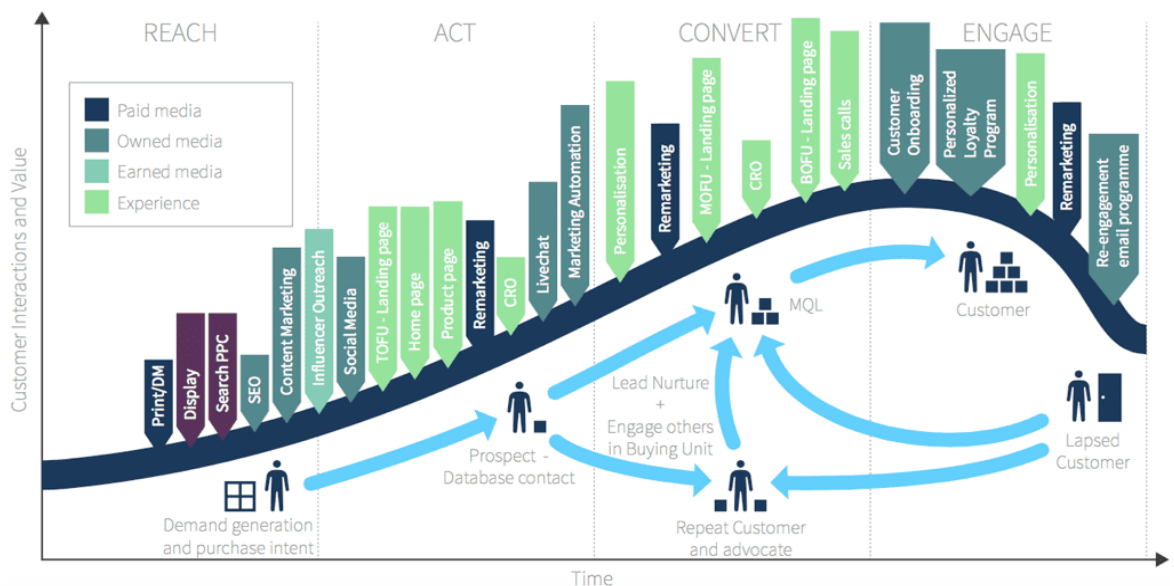 REACH
ACT
CONVERT
ENGAGE
Paid media
Owned media
Earned media
Experience
Customer Interactions and Value
Print/DM
Display
Search PPC
SEO
Content Marketing
Influencer Outreach
Social Media
TOFU - Landing page
Home page
Product page
Remarketing
CRO
Livechat
Marketing Automation
Personalisation
Remarketing
MOFU - Landing page
CRO
BOFU - Landing page
Sales calls
Customer
Onboarding
Personalized
Loyalty
Program
Personalisation
Remarketing
Re-engagement
email programme
MQL
Customer
Lead Nurture
+
Engage others
in Buying Unit
Prospect -
Database contact
Lapsed
Customer
Demand generation
and purchase intent
Repeat Customer
and advocate
Time